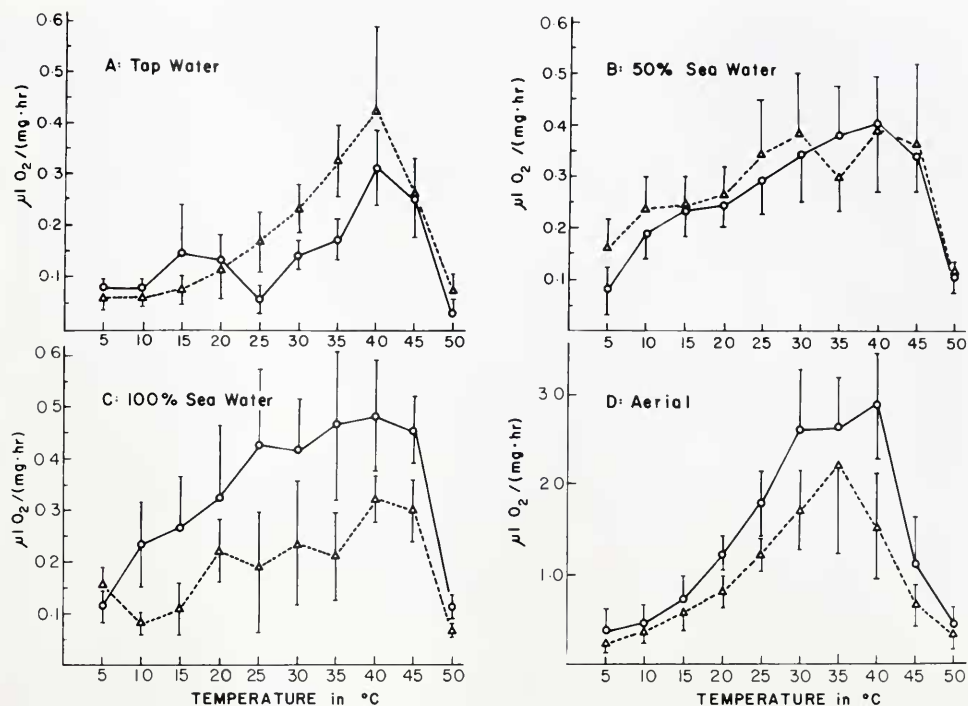 A: Tap Water
µl O₂/(mg·hr)
0·6
0.5
0.4
0.3
0.2
0.1
5 10 15 20 25 30 35 40 45 50
B: 50% Sea Water
µl O₂/(mg·hr)
0·6
0.5
0.4
0.3
0.2
0.1
5 10 15 20 25 30 35 40 45 50
C: 100% Sea Water
µl O₂/(mg·hr)
0·6
0.5
0.4
0.3
0.2
0.1
5 10 15 20 25 30 35 40 45 50
TEMPERATURE in °C
D: Aerial
µl O₂/(mg·hr)
3.0
2.0
1.0
5 10 15 20 25 30 35 40 45 50
TEMPERATURE in °C